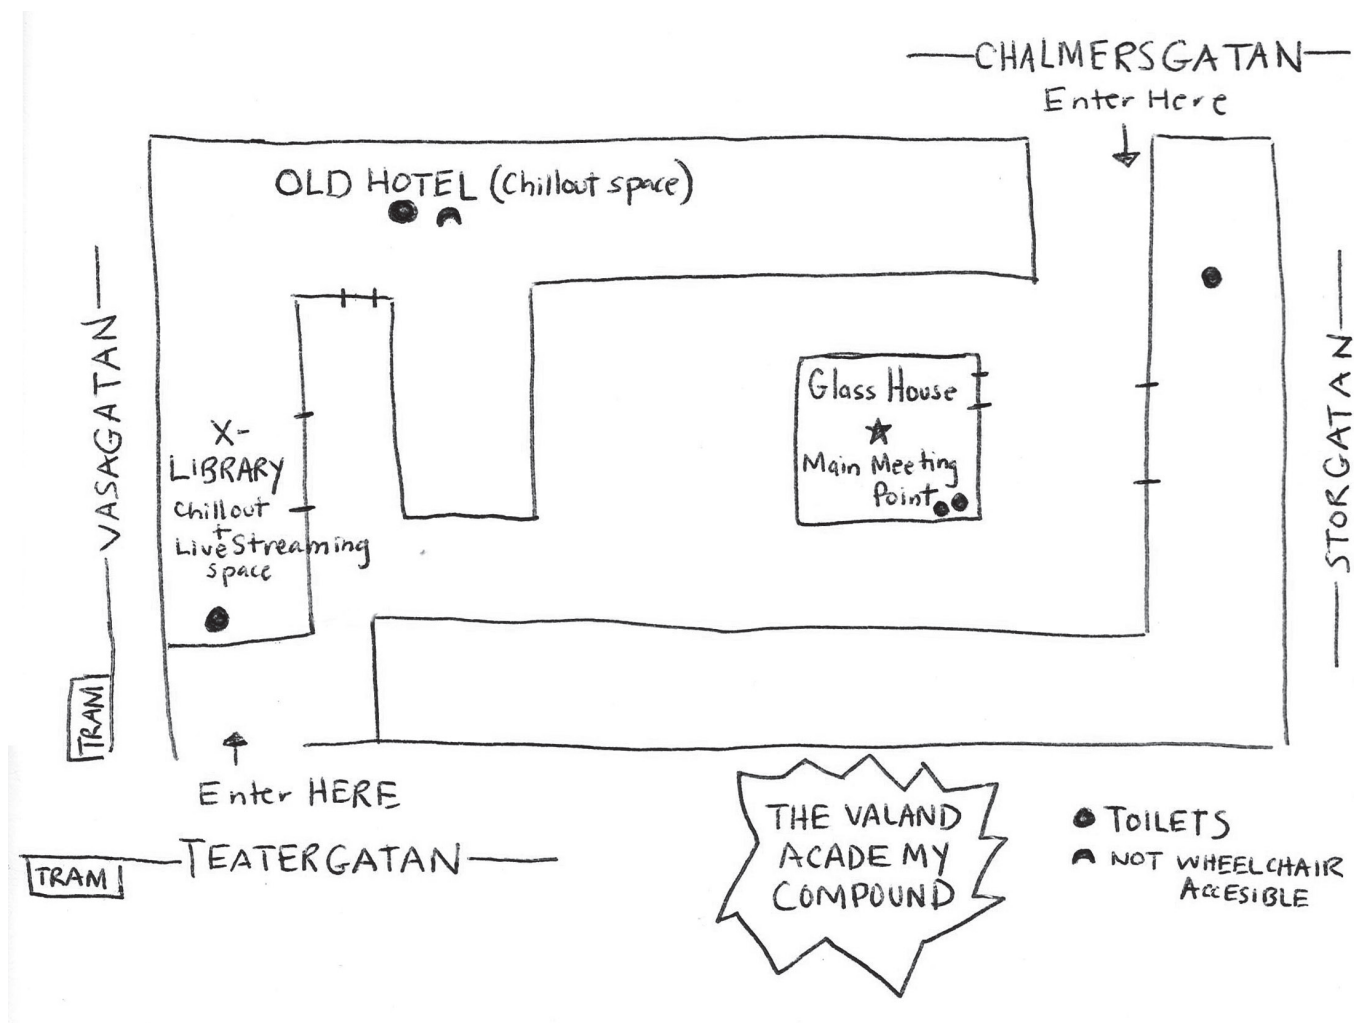 —CHALMERSGATAN—
Enter Here
OLD HOTEL (Chillout space)
VASAGATAN
STORGATAN
Glass House
Main Meeting
Point
X-
LIBRARY
Chillout
+
Live Streaming
space
TRAM
Enter HERE
TEATERGATAN
TRAM
THE VALAND
ACADEMY
COMPOUND
TOILETS
NOT WHEELCHAIR
ACCESIBLE